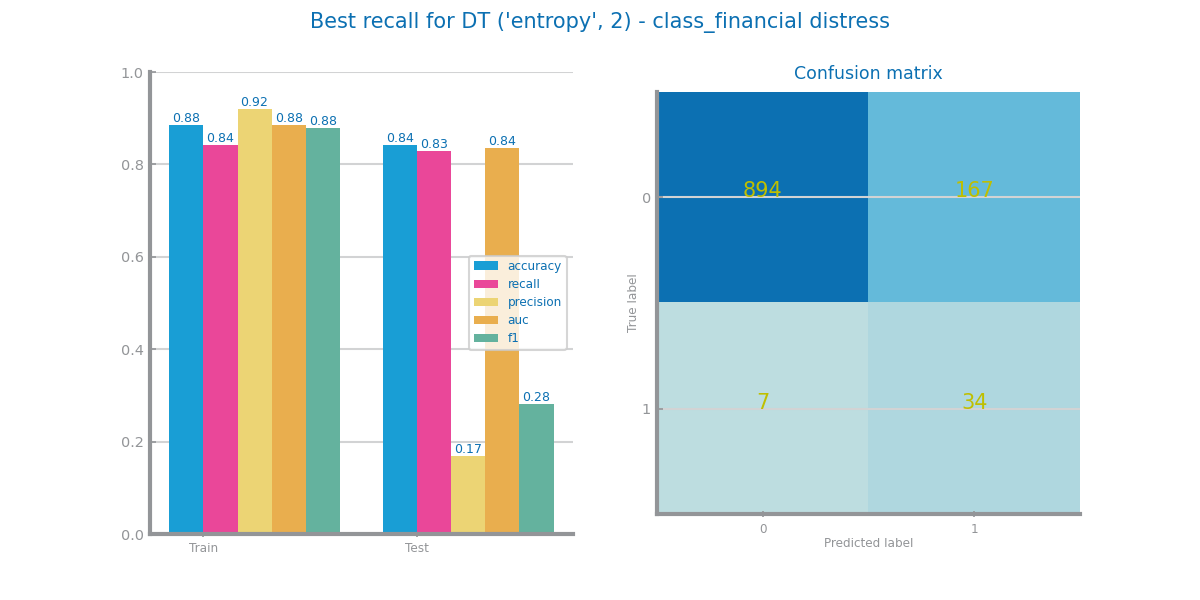 Best recall for DT ('entropy', 2) - class_financial distress
1.0
0.8
0.6
0.4
0.2
0.0
0.88
0.84
0.92
0.88
0.88
0.84
0.83
0.17
0.84
0.28
accuracy
recall
precision
auc
f1
Train
Test
Confusion matrix
True label
0
1
894
167
7
34
0
1
Predicted label